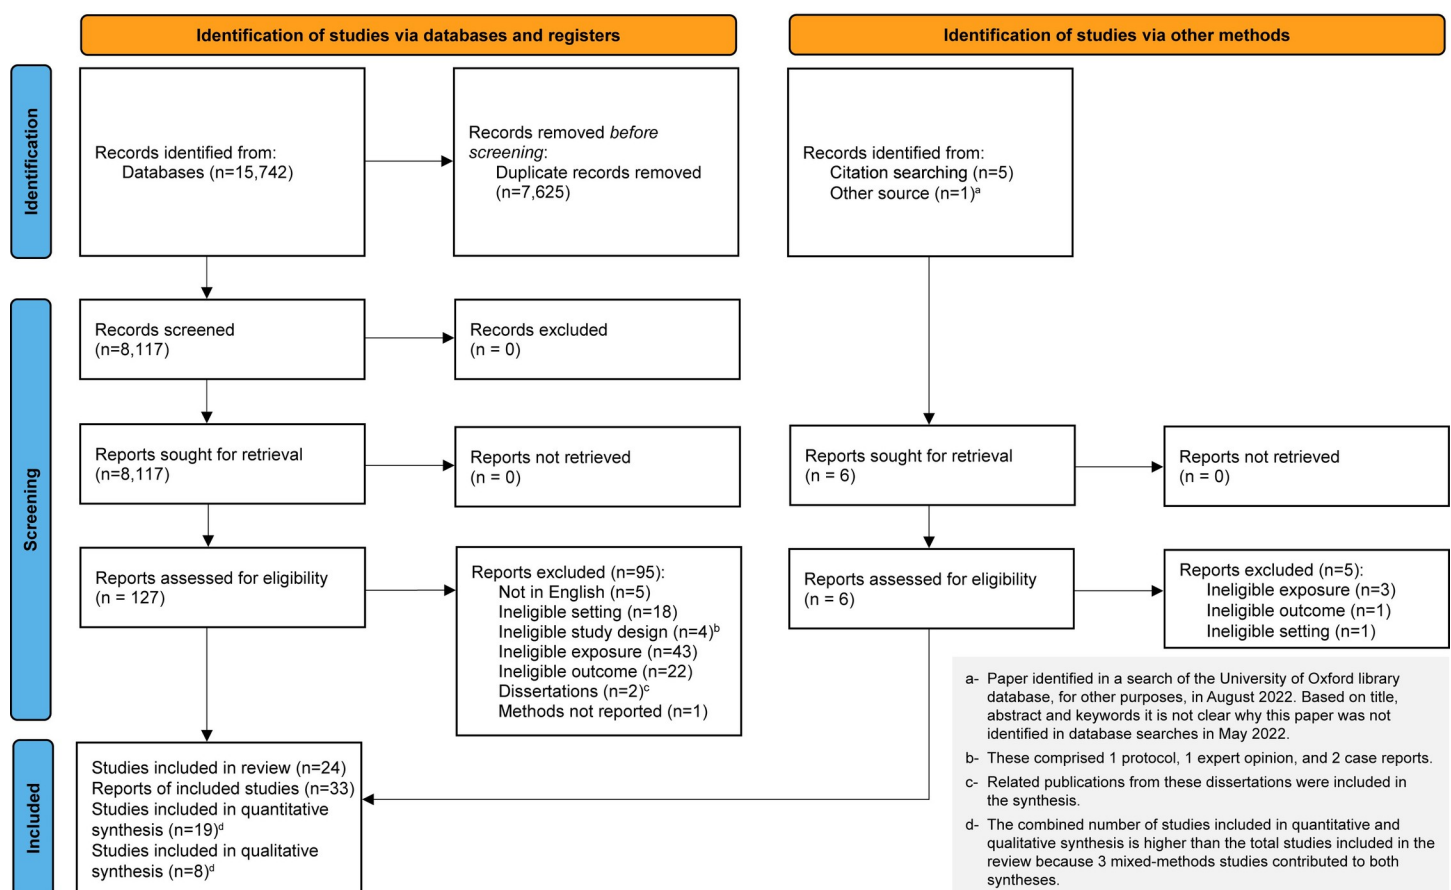 Identification of studies via databases and registers
Identification of studies via other methods
Identification
Records identified from:
Databases (n=15,742)
Records removed before
screening:
Duplicate records removed
(n=7,625)
Records identified from:
Citation searching (n=5)
Other source (n=1)a
Screening
Records screened
(n=8,117)
Records excluded
(n = 0)
Reports sought for retrieval
(n=8,117)
Reports not retrieved
(n = 0)
Reports sought for retrieval
(n = 6)
Reports not retrieved
(n = 0)
Reports assessed for eligibility
(n = 127)
Reports excluded (n=95):
Not in English (n=5)
Ineligible setting (n=18)
Ineligible study design (n=4)b
Ineligible exposure (n=43)
Ineligible outcome (n=22)
Dissertations (n=2)c
Methods not reported (n=1)
Reports assessed for eligibility
(n = 6)
Reports excluded (n=5):
Ineligible exposure (n=3)
Ineligible outcome (n=1)
Ineligible setting (n=1)
Included
Studies included in review (n=24)
Reports of included studies (n=33)
Studies included in quantitative
synthesis (n=19)d
Studies included in qualitative
synthesis (n=8)d
a- Paper identified in a search of the University of Oxford library
database, for other purposes, in August 2022. Based on title,
abstract and keywords it is not clear why this paper was not
identified in database searches in May 2022.
b- These comprised 1 protocol, 1 expert opinion, and 2 case reports.
c- Related publications from these dissertations were included in
the synthesis.
d- The combined number of studies included in quantitative and
qualitative synthesis is higher than the total studies included in the
review because 3 mixed-methods studies contributed to both
syntheses.